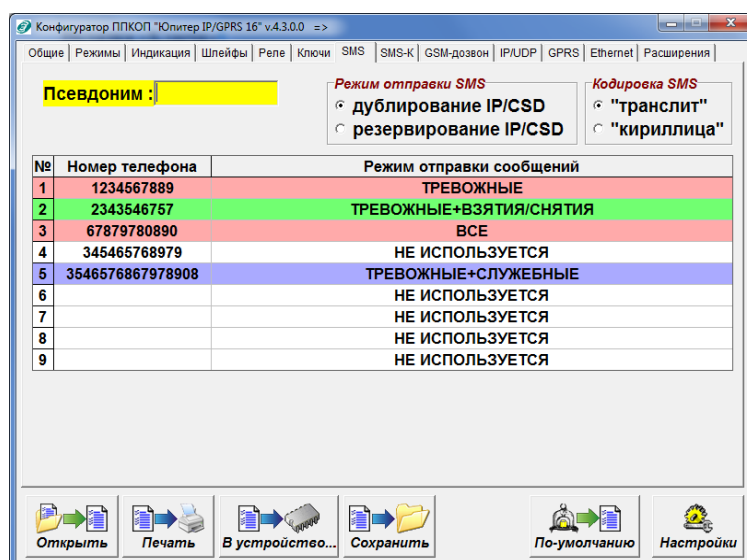 Конфигуратор ППКОП "Юпитер IP/GPRS 16" v.4.3.0.0 =>
Общие Режимы Индикация Шлейфы Реле Ключи SMS SMS-К GSM-дозвон IP/UDP GPRS Ethernet Расширения
Псевдоним :
Режим отправки SMS
дублирование IP/CSD
резервирование IP/CSD
Кодировка SMS
"транслит"
"кириллица"
№ Номер телефона Режим отправки сообщений
1 1234567889 ТРЕВОЖНЫЕ
2 2343546757 ТРЕВОЖНЫЕ+ВЗЯТИЯ/СНЯТИЯ
3 67879780890 ВСЕ
4 345465768979 НЕ ИСПОЛЬЗУЕТСЯ
5 3546576867978908 ТРЕВОЖНЫЕ+СЛУЖЕБНЫЕ
6 НЕ ИСПОЛЬЗУЕТСЯ
7 НЕ ИСПОЛЬЗУЕТСЯ
8 НЕ ИСПОЛЬЗУЕТСЯ
9 НЕ ИСПОЛЬЗУЕТСЯ
Открыть Печать В устройство... Сохранить По-умолчанию Настройки